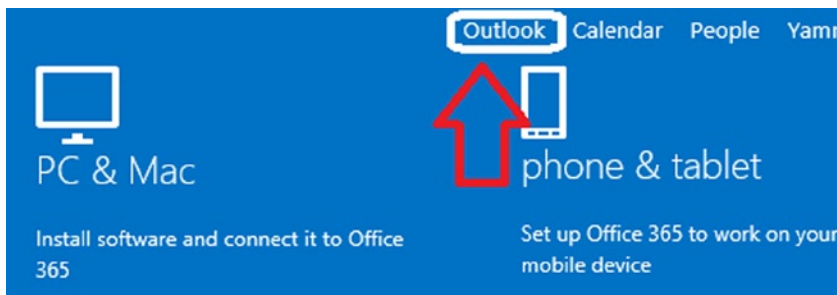 Outlook Calendar People
PC & Mac
phone & tablet
Install software and connect it to Office
365
Set up Office 365 to work on your
mobile device